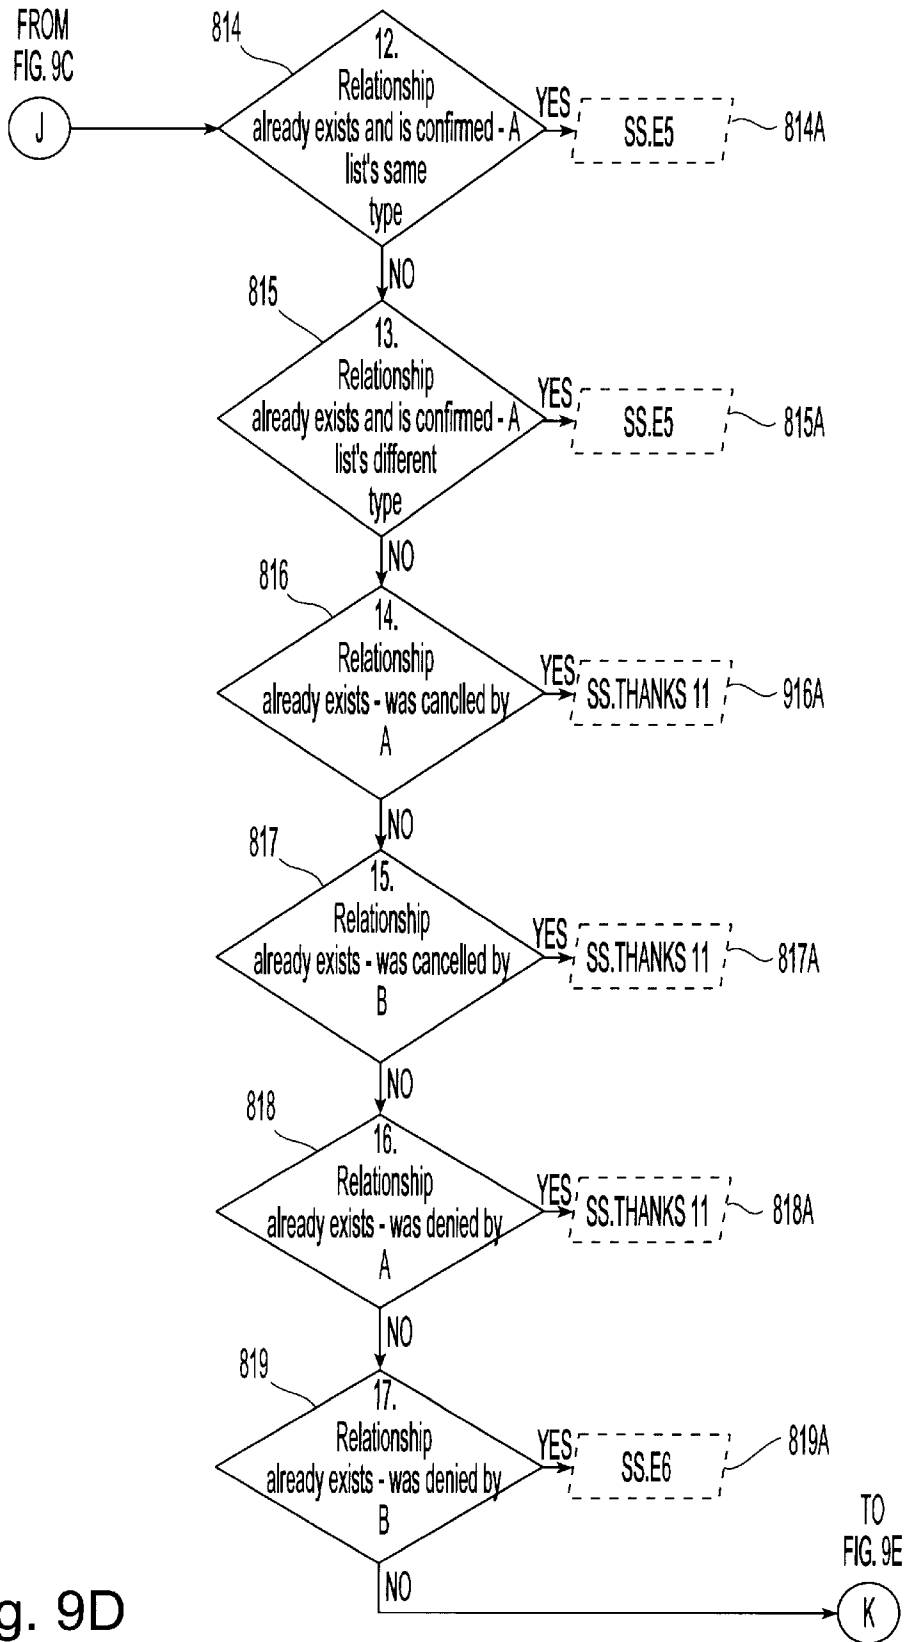 FROM
FIG. 9C
J
814
12.
Relationship
already exists and is confirmed - A
list's same
type
YES
SS.E5
814A
NO
815
13.
Relationship
already exists and is confirmed - A
list's different
type
YES
SS.E5
815A
NO
816
14.
Relationship
already exists - was canclled by
A
YES
SS.THANKS 11
916A
NO
817
15.
Relationship
already exists - was cancelled by
B
YES
SS.THANKS 11
817A
NO
818
16.
Relationship
already exists - was denied by
A
YES
SS.THANKS 11
818A
NO
819
17.
Relationship
already exists - was denied by
B
YES
SS.E6
819A
NO
TO
FIG. 9E
K
g. 9D